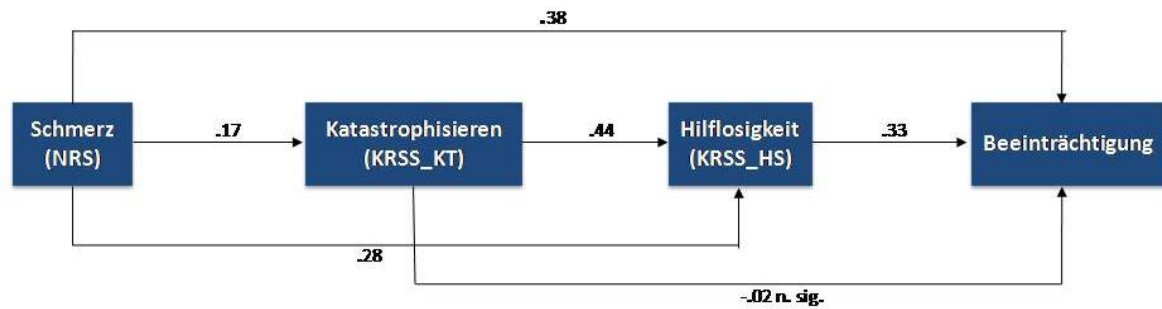 .38
Schmerz
(NRS)
.17
Katastrophisieren
(KRSS_KT)
.44
Hilflosigkeit
(KRSS_HS)
.33
Beeinträchtigung
.28
-.02 n. sig.